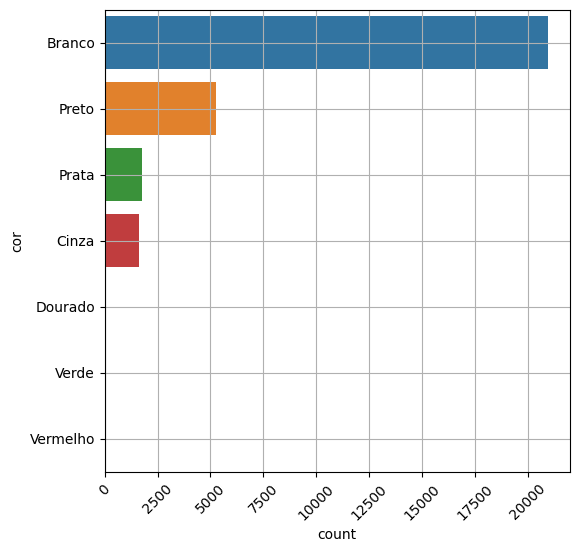 Branco
Preto
Prata
Cinza
Dourado
Verde
Vermelho
cor
0
2500
5000
7500
10000
12500
15000
17500
20000
count